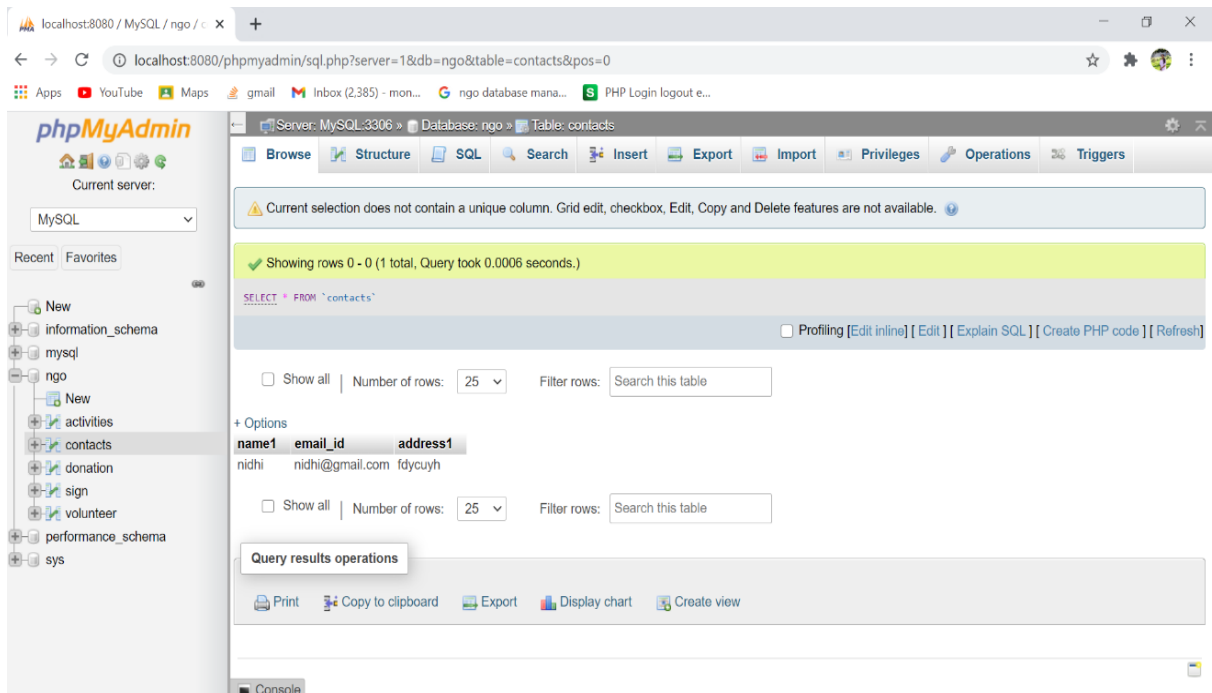 localhost:8080 / MySQL / ngo / c
localhost:8080/phpmyadmin/sql.php?server=1&db=ngo&table=contacts&pos=0
Apps YouTube Maps gmail Inbox (2,385) - mon... ngo database mana... PHP Login logout e...
phpMyAdmin
Current server:
MySQL
Recent Favorites
New
information_schema
mysql
ngo
New
activities
contacts
donation
sign
volunteer
performance_schema
sys
Server: MySQL:3306 » Database: ngo » Table: contacts
Browse Structure SQL Search Insert Export Import Privileges Operations Triggers
Current selection does not contain a unique column. Grid edit, checkbox, Edit, Copy and Delete features are not available.
Showing rows 0 - 0 (1 total, Query took 0.0006 seconds.)
SELECT * FROM `contacts`
Profiling [Edit inline] [ Edit ] [ Explain SQL ] [ Create PHP code ] [ Refresh]
Show all | Number of rows: 25 Filter rows: Search this table
+ Options
name1 email_id address1
nidhi nidhi@gmail.com fdycuyh
Show all | Number of rows: 25 Filter rows: Search this table
Query results operations
Print Copy to clipboard Export Display chart Create view
Console